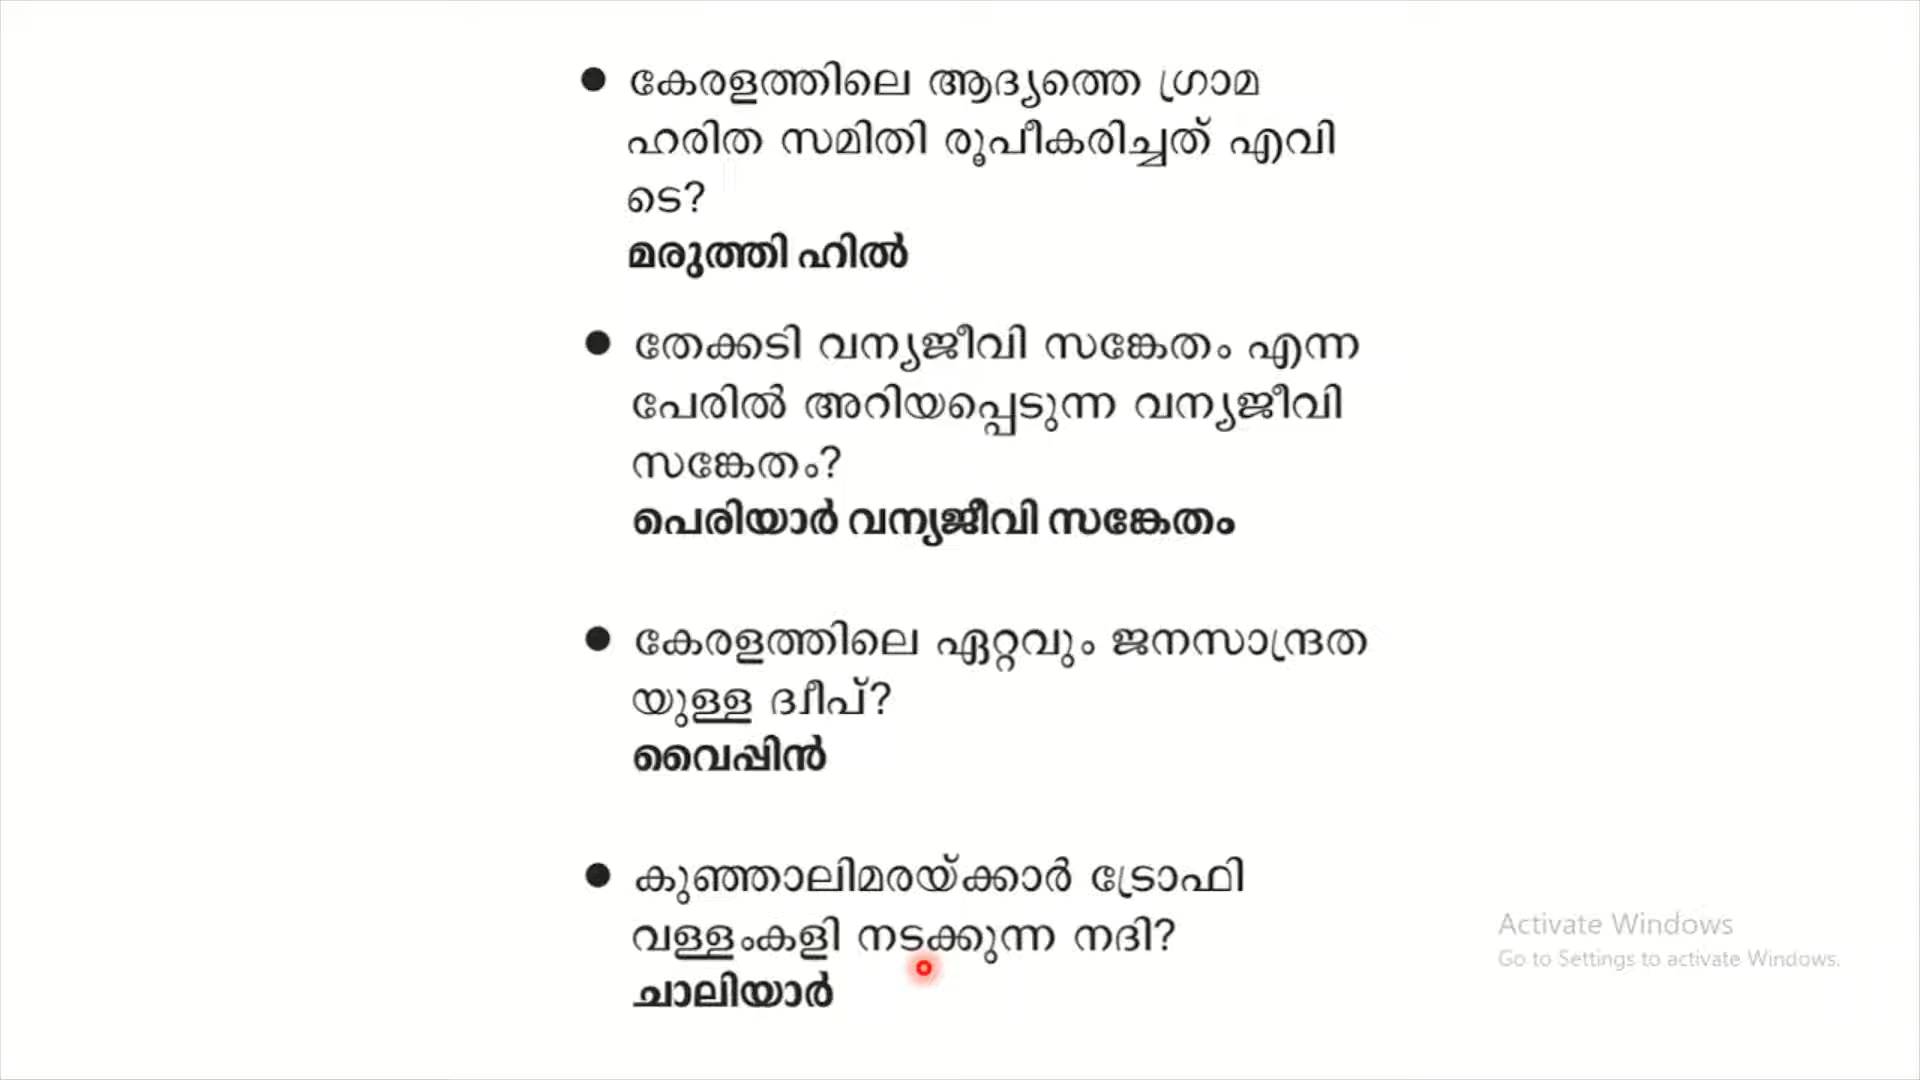 ● കേരളത്തിലെ ആദ്യത്തെ ഗ്രാമ
ഹരിത സമിതി രൂപീകരിച്ചത് എവി
ടെ?
മരുത്തി ഹിൽ
● തേക്കടി വന്യജീവി സങ്കേതം എന്ന
പേരിൽ അറിയപ്പെടുന്ന വന്യജീവി
സങ്കേതം?
പെരിയാർ വന്യജീവി സങ്കേതം
● കേരളത്തിലെ ഏറ്റവും ജനസാന്ദ്രത
യുള്ള ദ്വീപ്?
വൈപ്പിൻ
● കുഞ്ഞാലിമരയ്ക്കാർ ട്രോഫി
വള്ളംകളി നടക്കുന്ന നദി?
ചാലിയാർ
Activate Windows
Go to Settings to activate Windows.